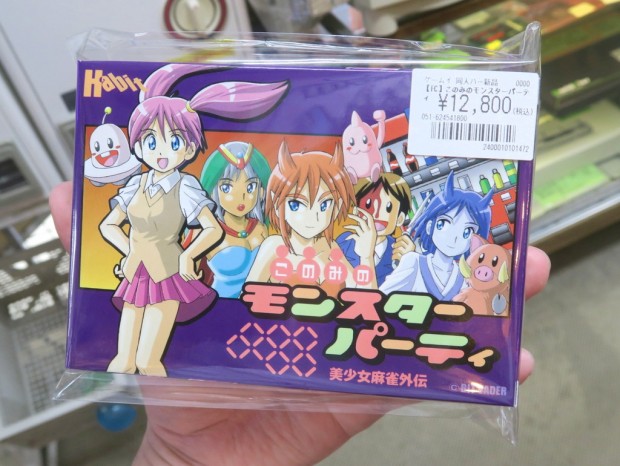 Habit
【FC】このみのモンスターパーテ
ィ
¥12,800(税込)
2400010101472
このみの
モンスター
パーティ
美少女麻雀外伝